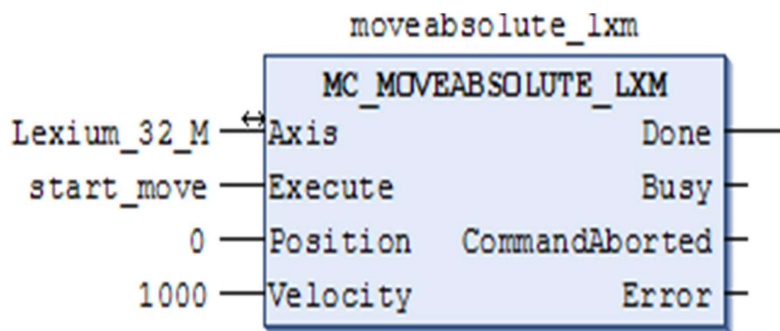 moveabsolute_lxm
MC_MOVEABSOLUTE_LXM
Lexium_32_M Axis Done
start_move Execute Busy
0 Position CommandAborted
1000 Velocity Error